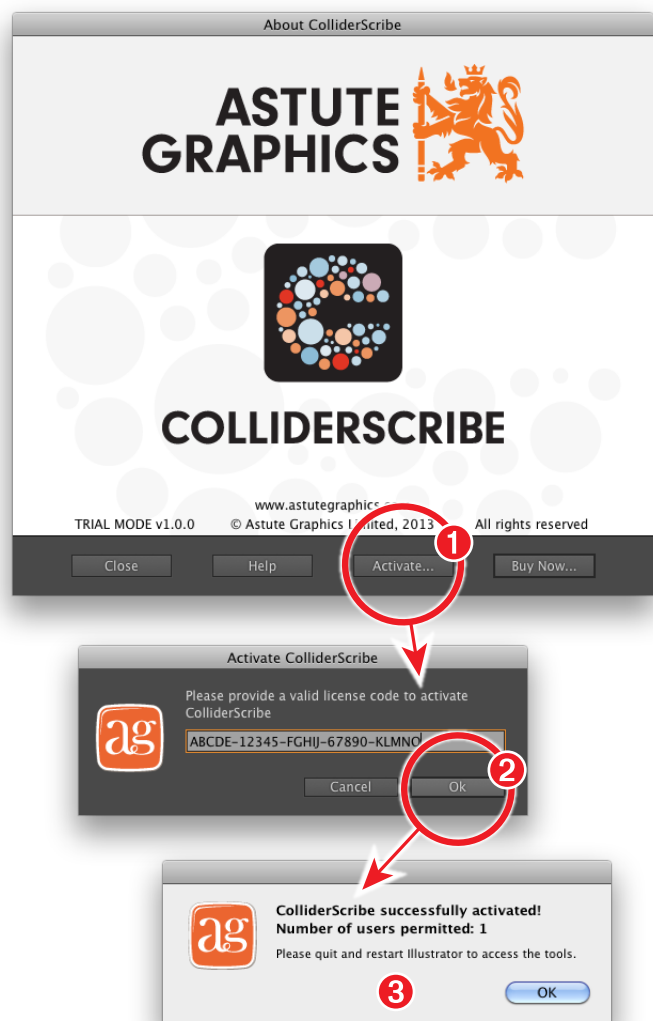 About ColliderScribe
ASTUTE
GRAPHICS
COLLIDERSCRIBE
www.astutegraphics.
TRIAL MODE v1.0.0 © Astute Graphics Limited, 2013 All rights reserved
1
Close Help Activate... Buy Now...
Activate ColliderScribe
Please provide a valid license code to activate
ColliderScribe
ag
ABCDE-12345-FGHIJ-67890-KLMNO
2
Cancel Ok
ag
ColliderScribe successfully activated!
Number of users permitted: 1
Please quit and restart Illustrator to access the tools.
3
OK